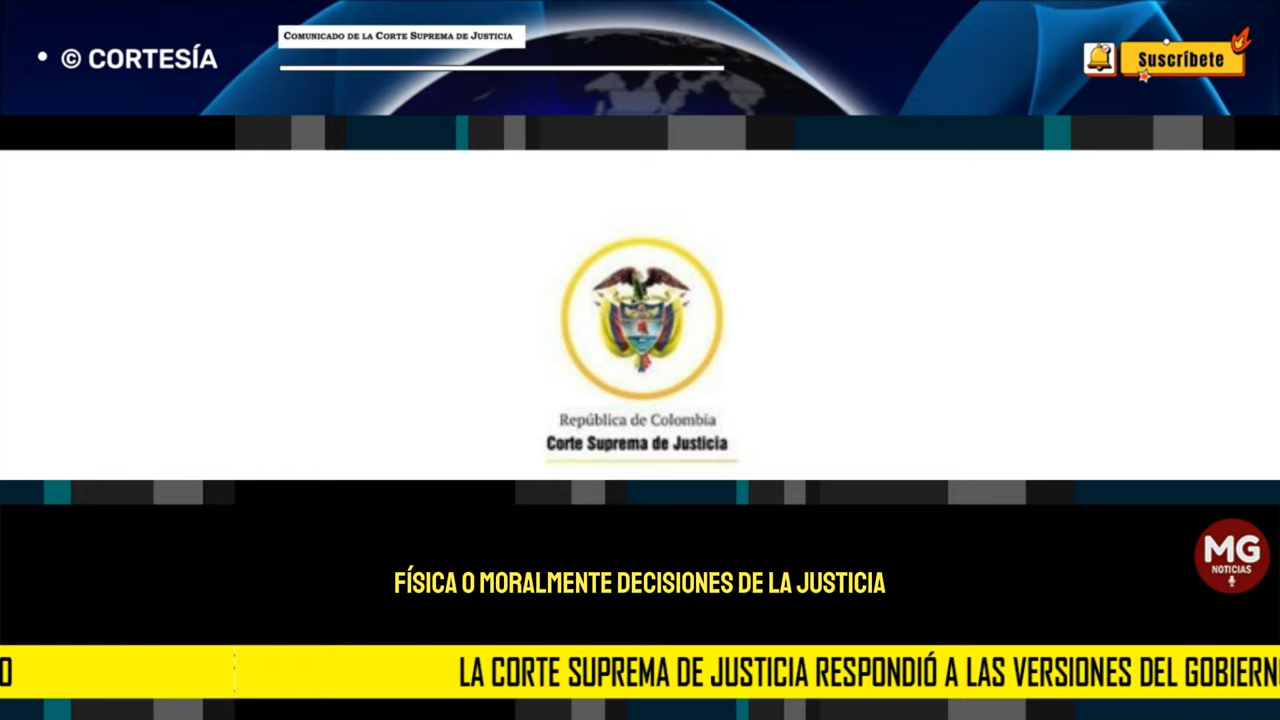 COMUNICADO DE LA CORTE SUPREMA DE JUSTICIA
• © CORTESÍA
Suscríbete
República de Colombia
Corte Suprema de Justicia
MG
NOTICIAS
FÍSICA O MORALMENTE DECISIONES DE LA JUSTICIA
O
LA CORTE SUPREMA DE JUSTICIA RESPONDIÓ A LAS VERSIONES DEL GOBIERN